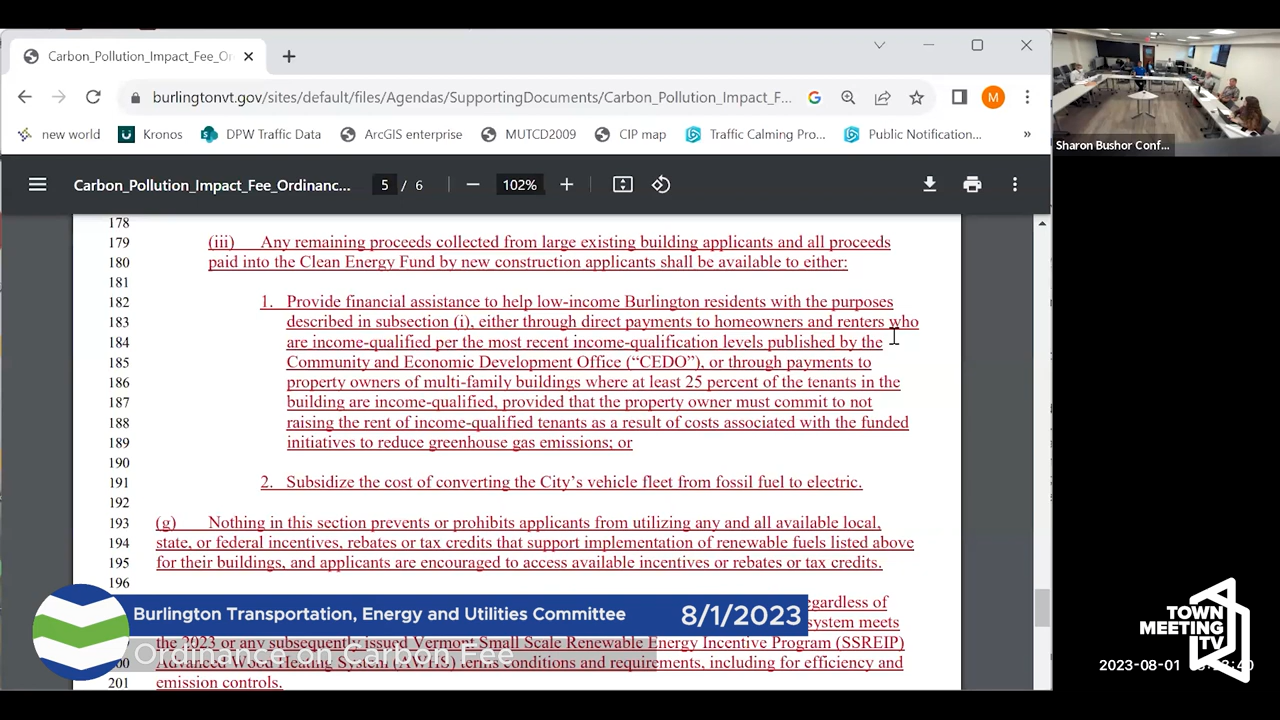 Carbon_Pollution_Impact_Fee_Or
burlingtonvt.gov/sites/default/files/Agendas/SupportingDocuments/Carbon_Pollution_Impact_F...
G
M
new world
Kronos
DPW Traffic Data
ArcGIS enterprise
MUTCD2009
CIP map
Traffic Calming Pro...
Public Notification...
»
Sharon Bushor Conf...
Carbon_Pollution_Impact_Fee_Ordinanc...
5 / 6
102%
178
179 (iii) Any remaining proceeds collected from large existing building applicants and all proceeds
180 paid into the Clean Energy Fund by new construction applicants shall be available to either:
181
182 1. Provide financial assistance to help low-income Burlington residents with the purposes
183 described in subsection (i), either through direct payments to homeowners and renters who
184 are income-qualified per the most recent income-qualification levels published by the
185 Community and Economic Development Office ("CEDO"), or through payments to
186 property owners of multi-family buildings where at least 25 percent of the tenants in the
187 building are income-qualified, provided that the property owner must commit to not
188 raising the rent of income-qualified tenants as a result of costs associated with the funded
189 initiatives to reduce greenhouse gas emissions; or
190
191 2. Subsidize the cost of converting the City's vehicle fleet from fossil fuel to electric.
192
193 (g) Nothing in this section prevents or prohibits applicants from utilizing any and all available local,
194 state, or federal incentives, rebates or tax credits that support implementation of renewable fuels listed above
195 for their buildings, and applicants are encouraged to access available incentives or rebates or tax credits.
196
egardless of
system meets
the 2023 or any subsequently issued Vermont Small Scale Renewable Energy Incentive Program (SSREIP)
conditions and requirements, including for efficiency and
201 emission controls.
Burlington Transportation, Energy and Utilities Committee 8/1/2023
Ordinance on Carbon Fee
TOWN
MEETING
TV
2023-08-01